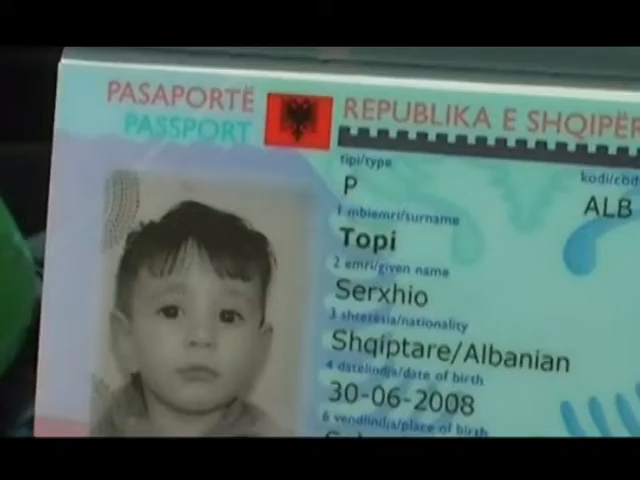 PASAPORTË
PASSPORT
REPUBLIKA E SHQIPËR
tipi/type
P
kodi/cod
ALB
1 mbiemri/surname
Topi
2 emri/given name
Serxhio
3 shtetësia/nationality
Shqiptare/Albanian
4 datelindja/date of birth
30-06-2008
6 vendlindja/place of birth